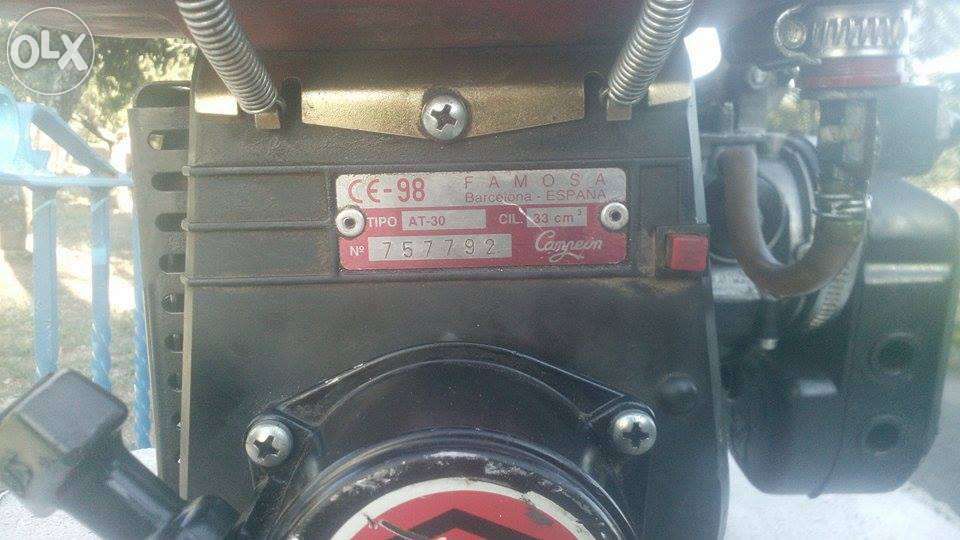 OLX
CE-98 FAMOSA
Barcelona - ESPAÑA
TIPO AT-30 CIL. 33 cm³
Nº 757792 Campeón